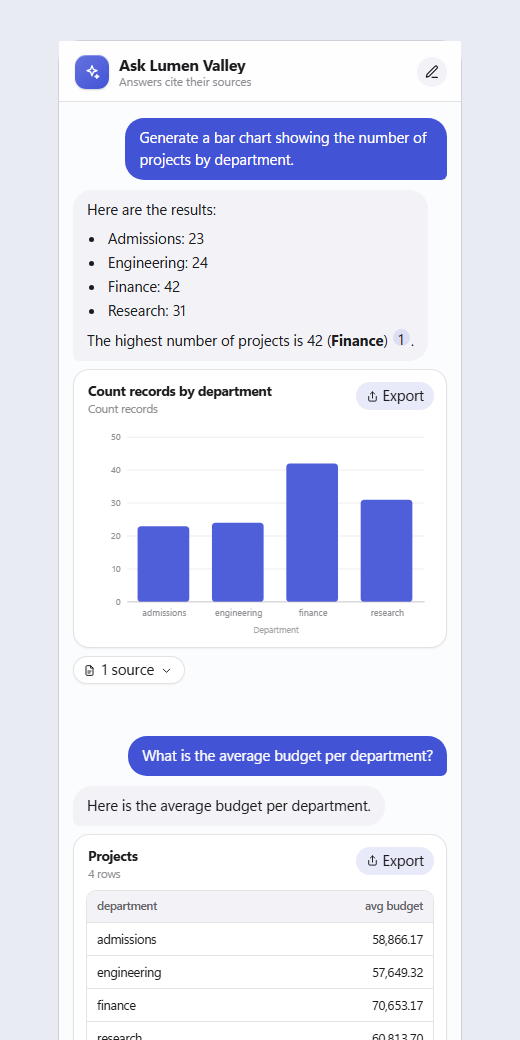 Ask Lumen Valley
Answers cite their sources
Generate a bar chart showing the number of
projects by department.
Here are the results:
• Admissions: 23
• Engineering: 24
• Finance: 42
• Research: 31
The highest number of projects is 42 (Finance) 1.
Count records by department
Count records
Export
50
40
30
20
10
0
admissions engineering finance research
Department
1 source
What is the average budget per department?
Here is the average budget per department.
Projects
4 rows
Export
department avg budget
admissions 58,866.17
engineering 57,649.32
finance 70,653.17
research 60,813.70